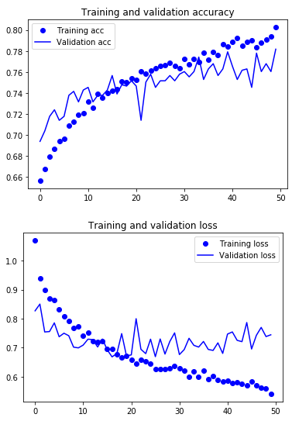 Training and validation accuracy
Training acc
Validation acc
0.80
0.78
0.76
0.74
0.72
0.70
0.68
0.66
0 10 20 30 40 50
Training and validation loss
Training loss
Validation loss
1.0
0.9
0.8
0.7
0.6
0 10 20 30 40 50